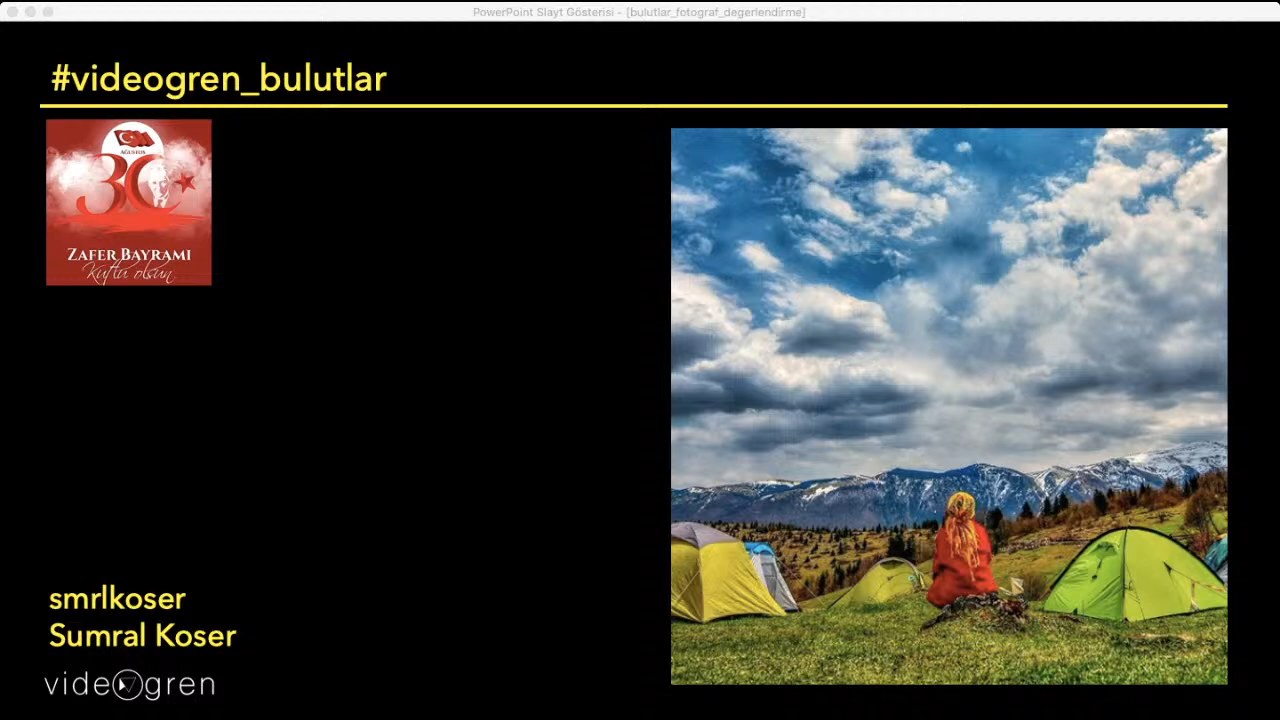 PowerPoint Slayt Gösterisi - [bulutlar_fotograf_degerlendirme]
#videogren_bulutlar
30
AĞUSTOS
ZAFER BAYRAMI
Kutlu olsun
smrlkoser
Sumral Koser
videogren